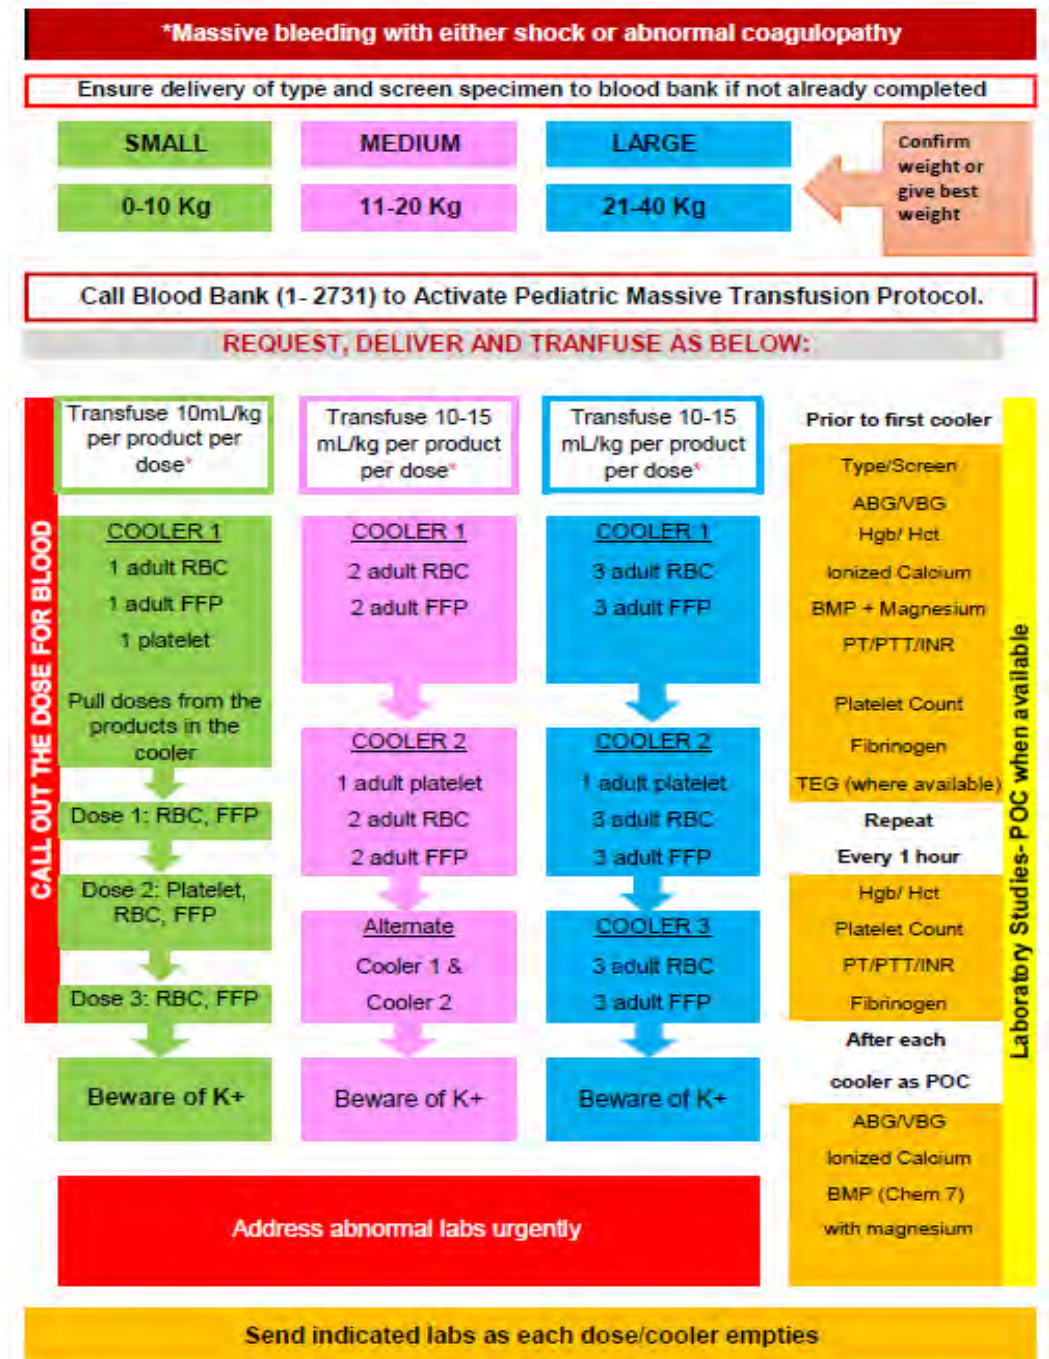 *Massive bleeding with either shock or abnormal coagulopathy
Ensure delivery of type and screen specimen to blood bank if not already completed
SMALL
0-10 Kg
MEDIUM
11-20 Kg
LARGE
21-40 Kg
Confirm
weight or
give best
weight
Call Blood Bank (1- 2731) to Activate Pediatric Massive Transfusion Protocol.
REQUEST, DELIVER AND TRANFUSE AS BELOW:
CALL OUT THE DOSE FOR BLOOD
Transfuse 10mL/kg
per product per
dose*
COOLER 1
1 adult RBC
1 adult FFP
1 platelet
Pull doses from the
products in the
cooler
Dose 1: RBC, FFP
Dose 2: Platelet,
RBC, FFP
Dose 3: RBC, FFP
Beware of K+
Transfuse 10-15
mL/kg per product
per dose*
COOLER 1
2 adult RBC
2 adult FFP
COOLER 2
1 adult platelet
2 adult RBC
2 adult FFP
Alternate
Cooler 1 &
Cooler 2
Beware of K+
Transfuse 10-15
mL/kg per product
per dose*
COOLER 1
3 adult RBC
3 adult FFP
COOLER 2
1 adult platelet
3 adult RBC
3 adult FFP
COOLER 3
3 adult RBC
3 adult FFP
Beware of K+
Prior to first cooler
Type/Screen
ABG/VBG
Hgb/ Hct
Ionized Calcium
BMP + Magnesium
PT/PTT/INR
Platelet Count
Fibrinogen
TEG (where available)
Repeat
Every 1 hour
Hgb/ Hct
Platelet Count
PT/PTT/INR
Fibrinogen
After each
cooler as POC
ABG/VBG
Ionized Calcium
BMP (Chem 7)
with magnesium
Laboratory Studies- POC when available
Address abnormal labs urgently
Send indicated labs as each dose/cooler empties